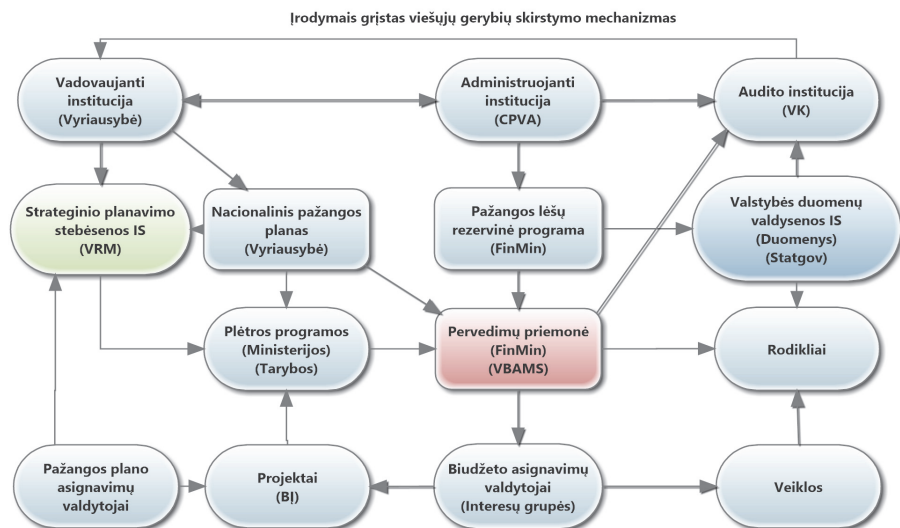 Įrodymais grįstas viešųjų gerybių skirstymo mechanizmas
Vadovaujanti
institucija
(Vyriausybė)
Administruojanti
institucija
(CPVA)
Audito institucija
(VK)
Strateginio planavimo
stebėsenos IS
(VRM)
Nacionalinis pažangos
planas
(Vyriausybė)
Pažangos lėšų
rezervinė programa
(FinMin)
Valstybės duomenų
valdysenos IS
(Duomenys)
Statgov)
Plėtros programos
(Ministerijos)
(Tarybos)
Pervedimų priemonė
(FinMin)
VBAMS)
Rodikliai
Pažangos plano
asignavimų
valdytojai
Projektai
(BĮ)
Biudžeto asignavimų
valdytojai
(Interesų grupės)
Veiklos